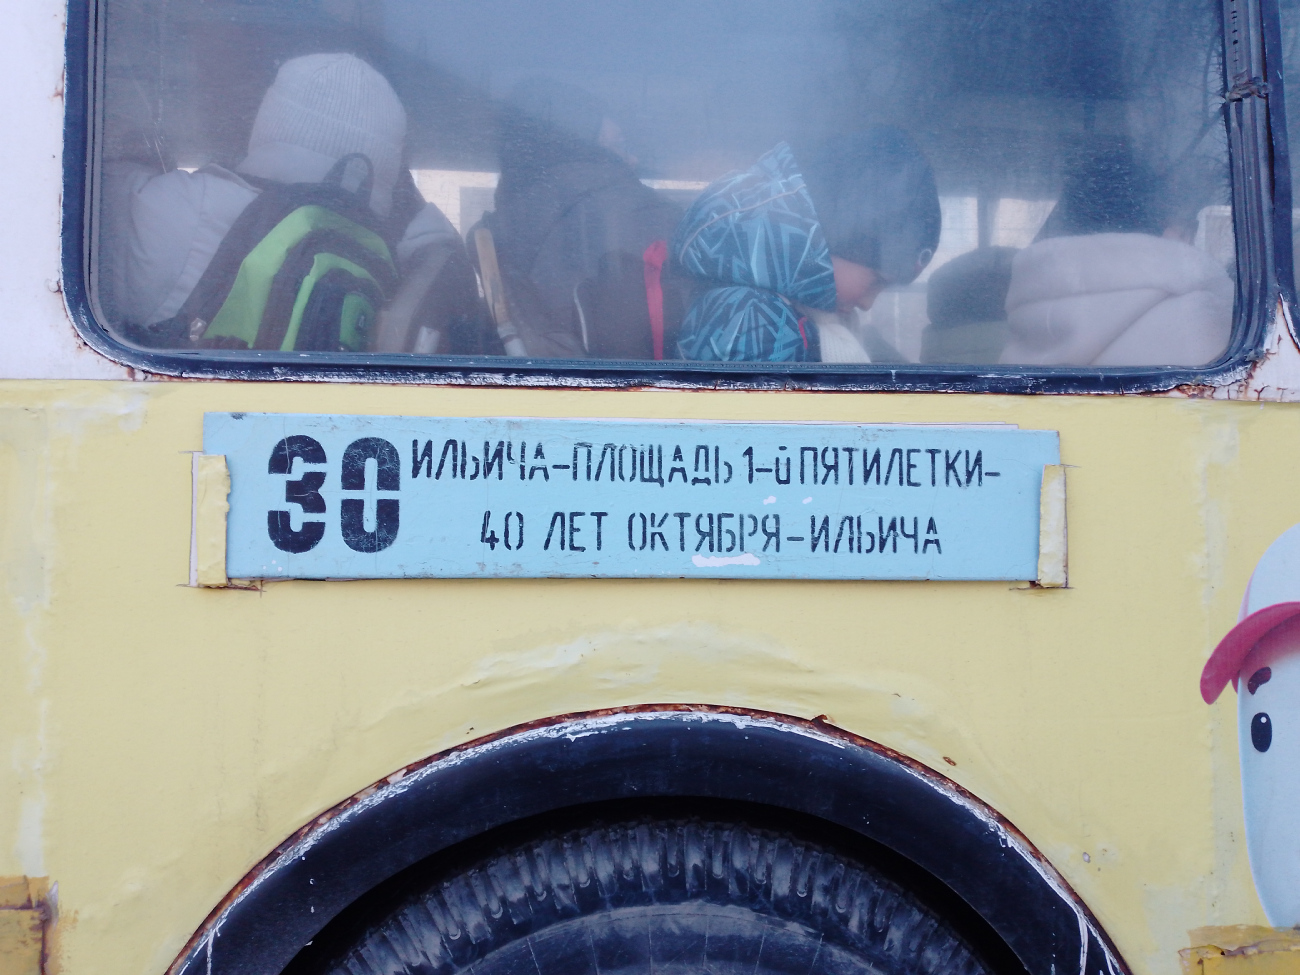 30 ИЛЬИЧА–ПЛОЩАДЬ 1–й ПЯТИЛЕТКИ–
40 ЛЕТ ОКТЯБРЯ–ИЛЬИЧА